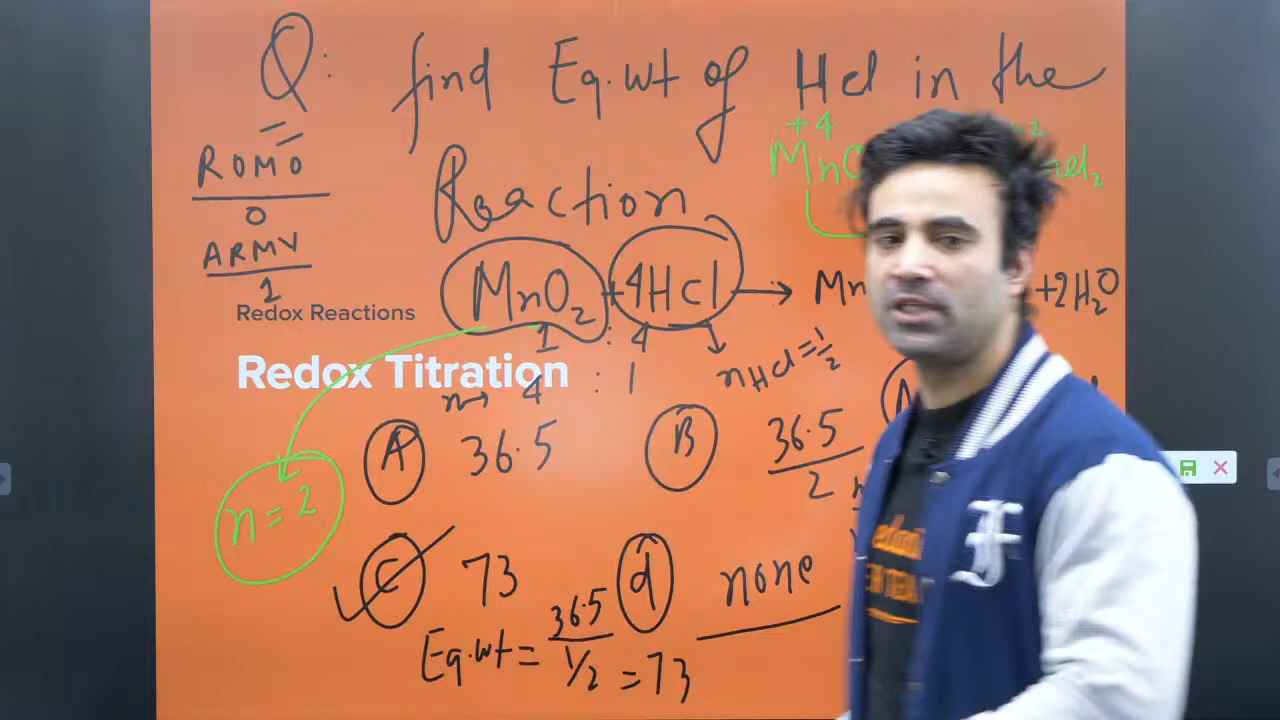 Q: find Eq.wt of HCl in the
Reaction
+4
MnO
cl₂
ROMO
0
ARMV
1
MnO₂ + 4HCl → Mn +2H₂O
1 : 4
n→ 4 : 1
nHCl = 1/2
Redox Reactions
Redox Titration
n = 2
A 36.5
B 36.5/2
C 73
d none
Eq.wt = 36.5/1/2 = 73
F